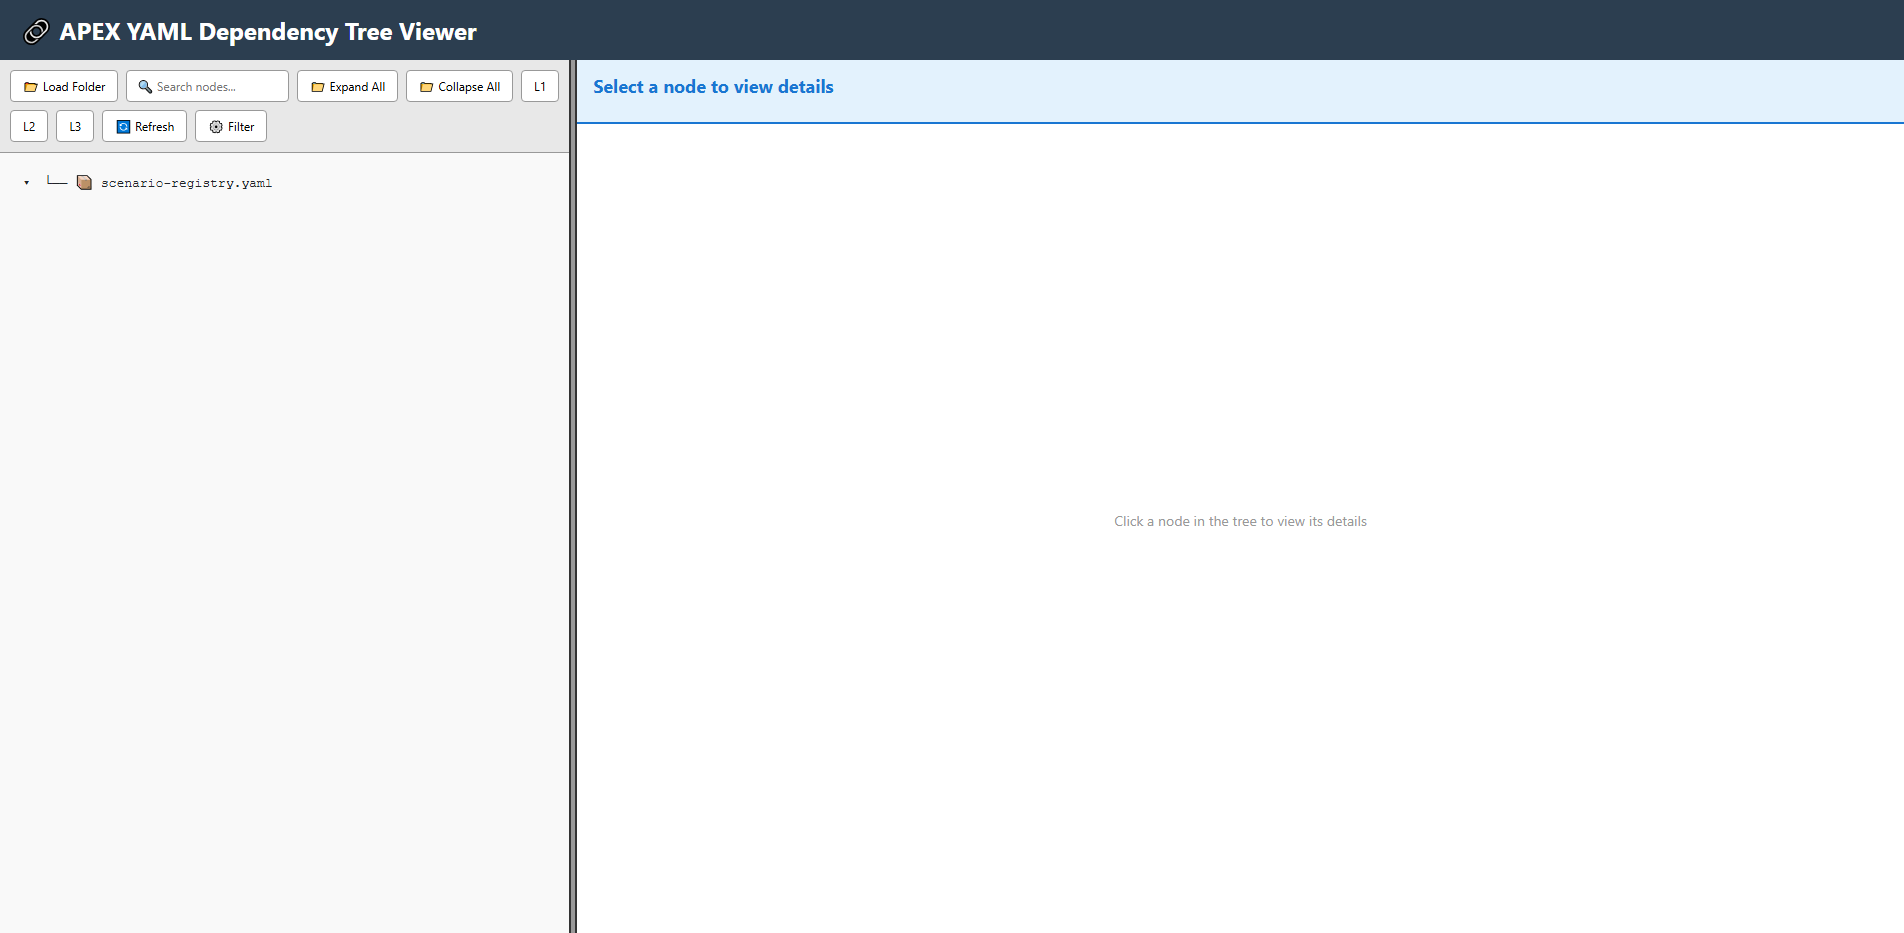 APEX YAML Dependency Tree Viewer
Load Folder
Search nodes...
Expand All
Collapse All
L1
L2
L3
Refresh
Filter
scenario-registry.yaml
Select a node to view details
Click a node in the tree to view its details